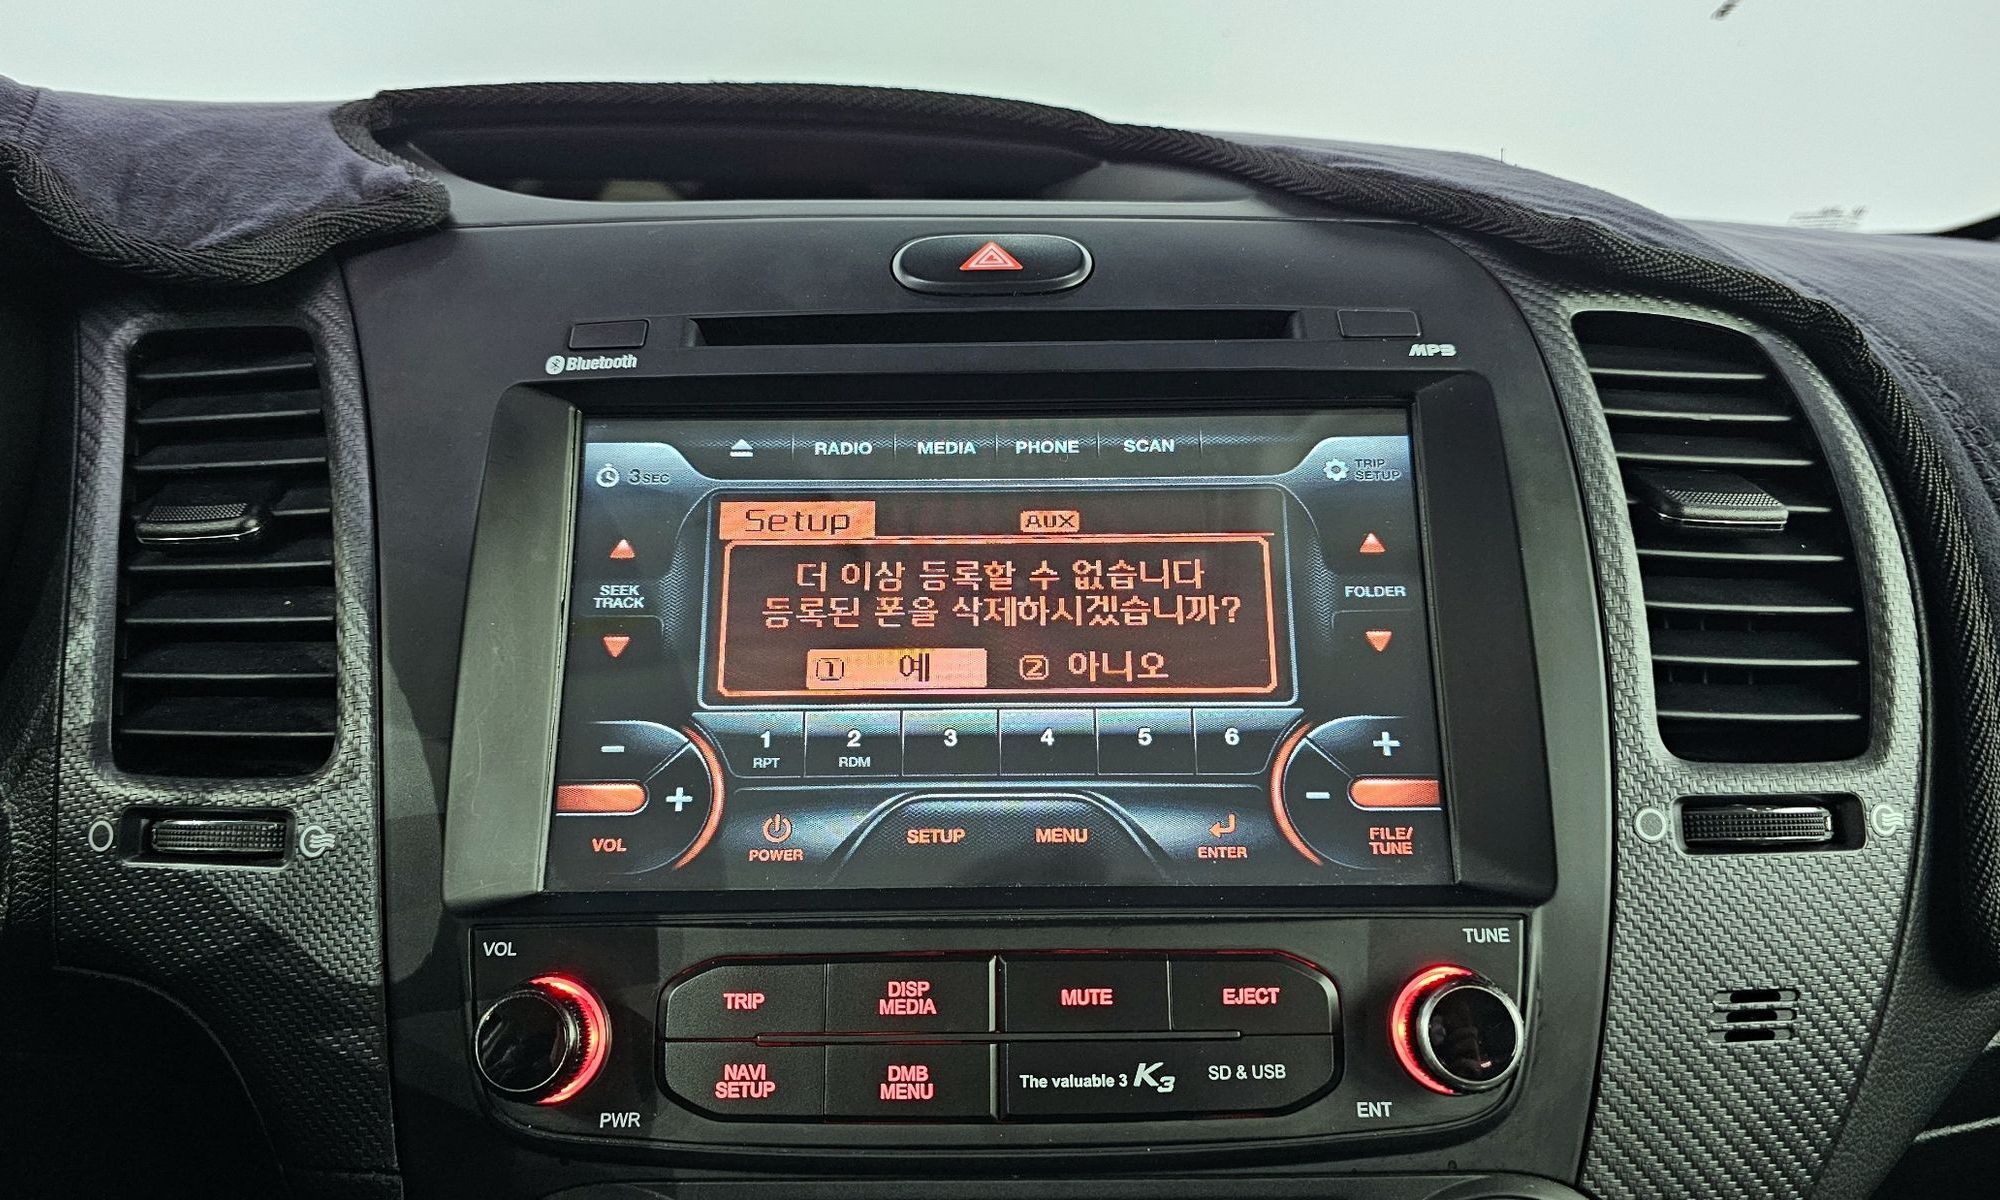 Bluetooth
MP3
RADIO MEDIA PHONE SCAN
3 SEC
TRIP
SETUP
Setup AUX
더 이상 등록할 수 없습니다
등록된 폰을 삭제하시겠습니까?
① 예 ② 아니오
SEEK
TRACK
FOLDER
1 2 3 4 5 6
RPT RDM
- +
+ -
VOL
POWER
SETUP MENU
ENTER
FILE/
TUNE
VOL
TUNE
TRIP
DISP
MEDIA
MUTE
EJECT
NAVI
SETUP
DMB
MENU
The valuable 3 K3
SD & USB
PWR
ENT